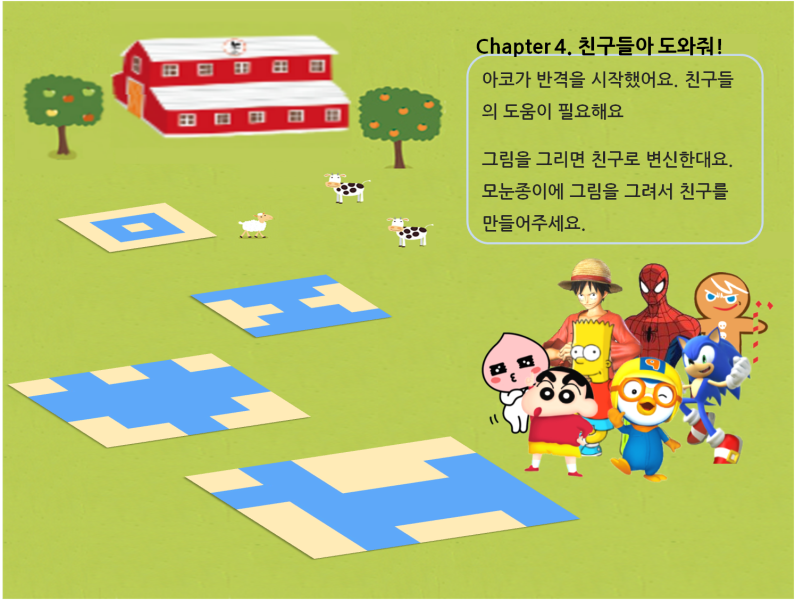 Chapter 4. 친구들아 도와줘!
아코가 반격을 시작했어요. 친구들
의 도움이 필요해요
그림을 그리면 친구로 변신한대요.
모눈종이에 그림을 그려서 친구를
만들어주세요.